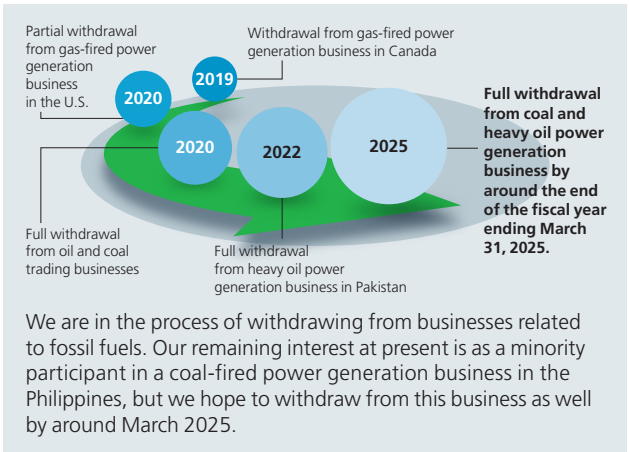 Partial withdrawal
from gas-fired power
generation
business
in the U.S.
Withdrawal from gas-fired power
generation business in Canada
2019
2020
2020
2022
2025
Full withdrawal
from coal and
heavy oil power
generation
business by
around the end
of the fiscal year
ending March
31, 2025.
Full withdrawal
from oil and coal
trading businesses
Full withdrawal
from heavy oil power
generation business in Pakistan
We are in the process of withdrawing from businesses related
to fossil fuels. Our remaining interest at present is as a minority
participant in a coal-fired power generation business in the
Philippines, but we hope to withdraw from this business as well
by around March 2025.